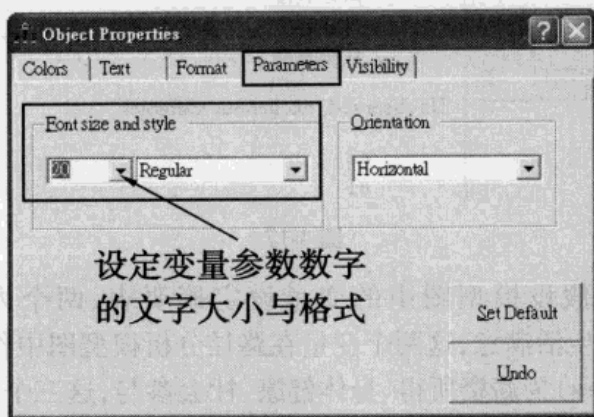 Object Properties
Colors Text Format Parameters Visibility
Font size and style
Orientation
20 Regular
Horizontal
设定变量参数数字
的文字大小与格式
Set Default
Undo